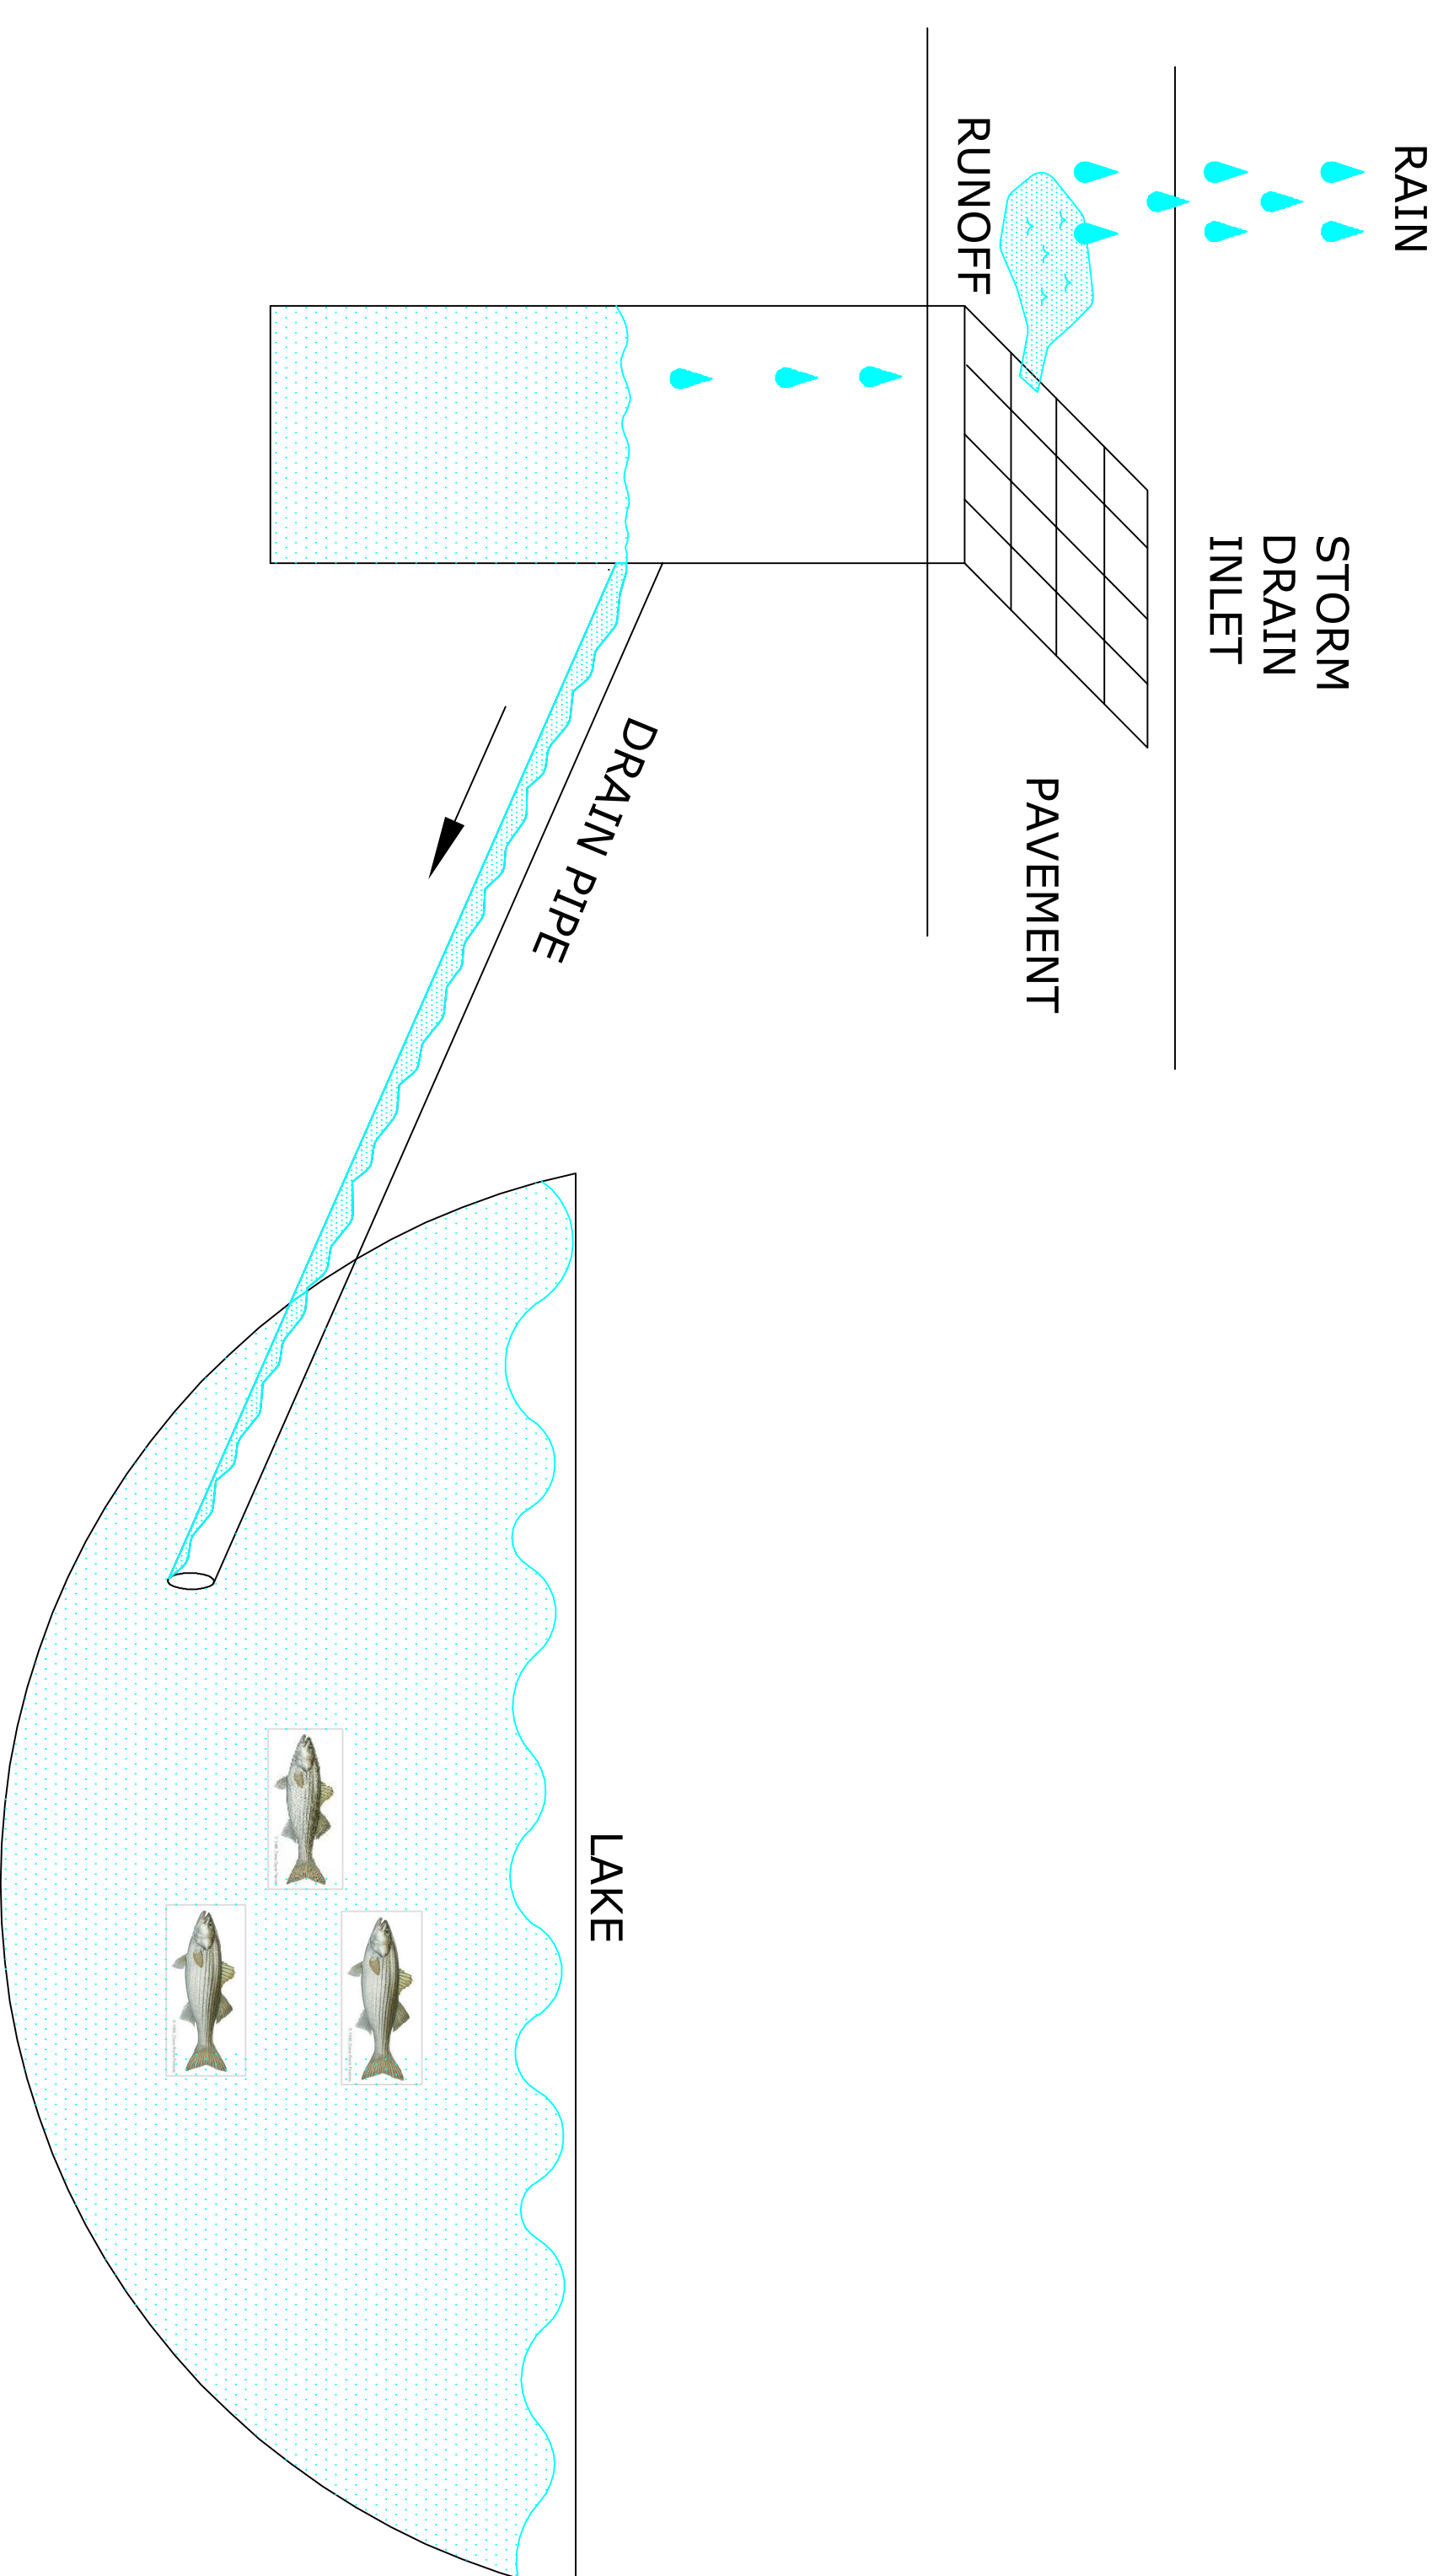 RAIN
STORM
DRAIN
INLET
RUNOFF
PAVEMENT
DRAIN PIPE
LAKE